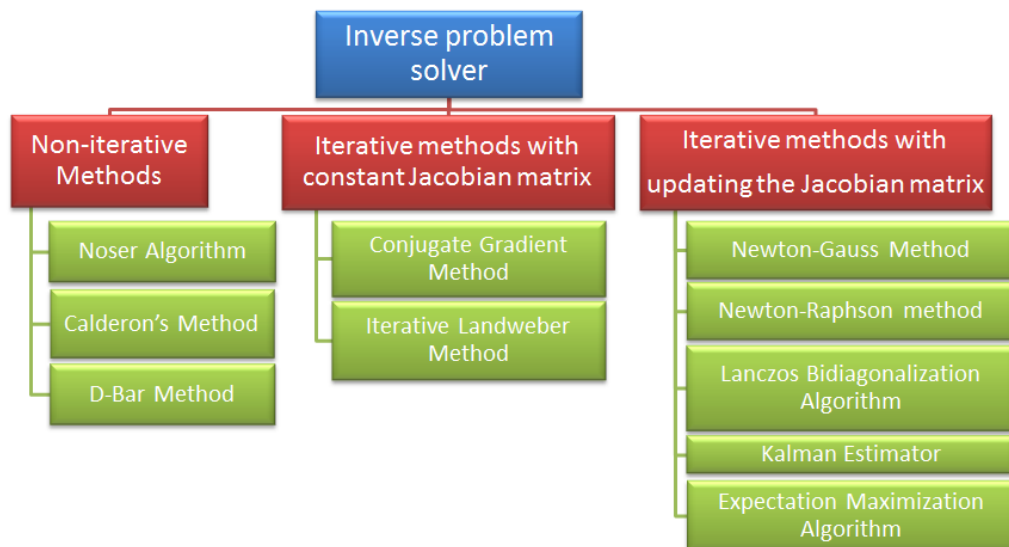 Inverse problem
solver
Non-iterative
Methods
Noser Algorithm
Calderon's Method
D-Bar Method
Iterative methods with
constant Jacobian matrix
Conjugate Gradient
Method
Iterative Landweber
Method
Iterative methods with
updating the Jacobian matrix
Newton-Gauss Method
Newton-Raphson method
Lanczos Bidiagonalization
Algorithm
Kalman Estimator
Expectation Maximization
Algorithm